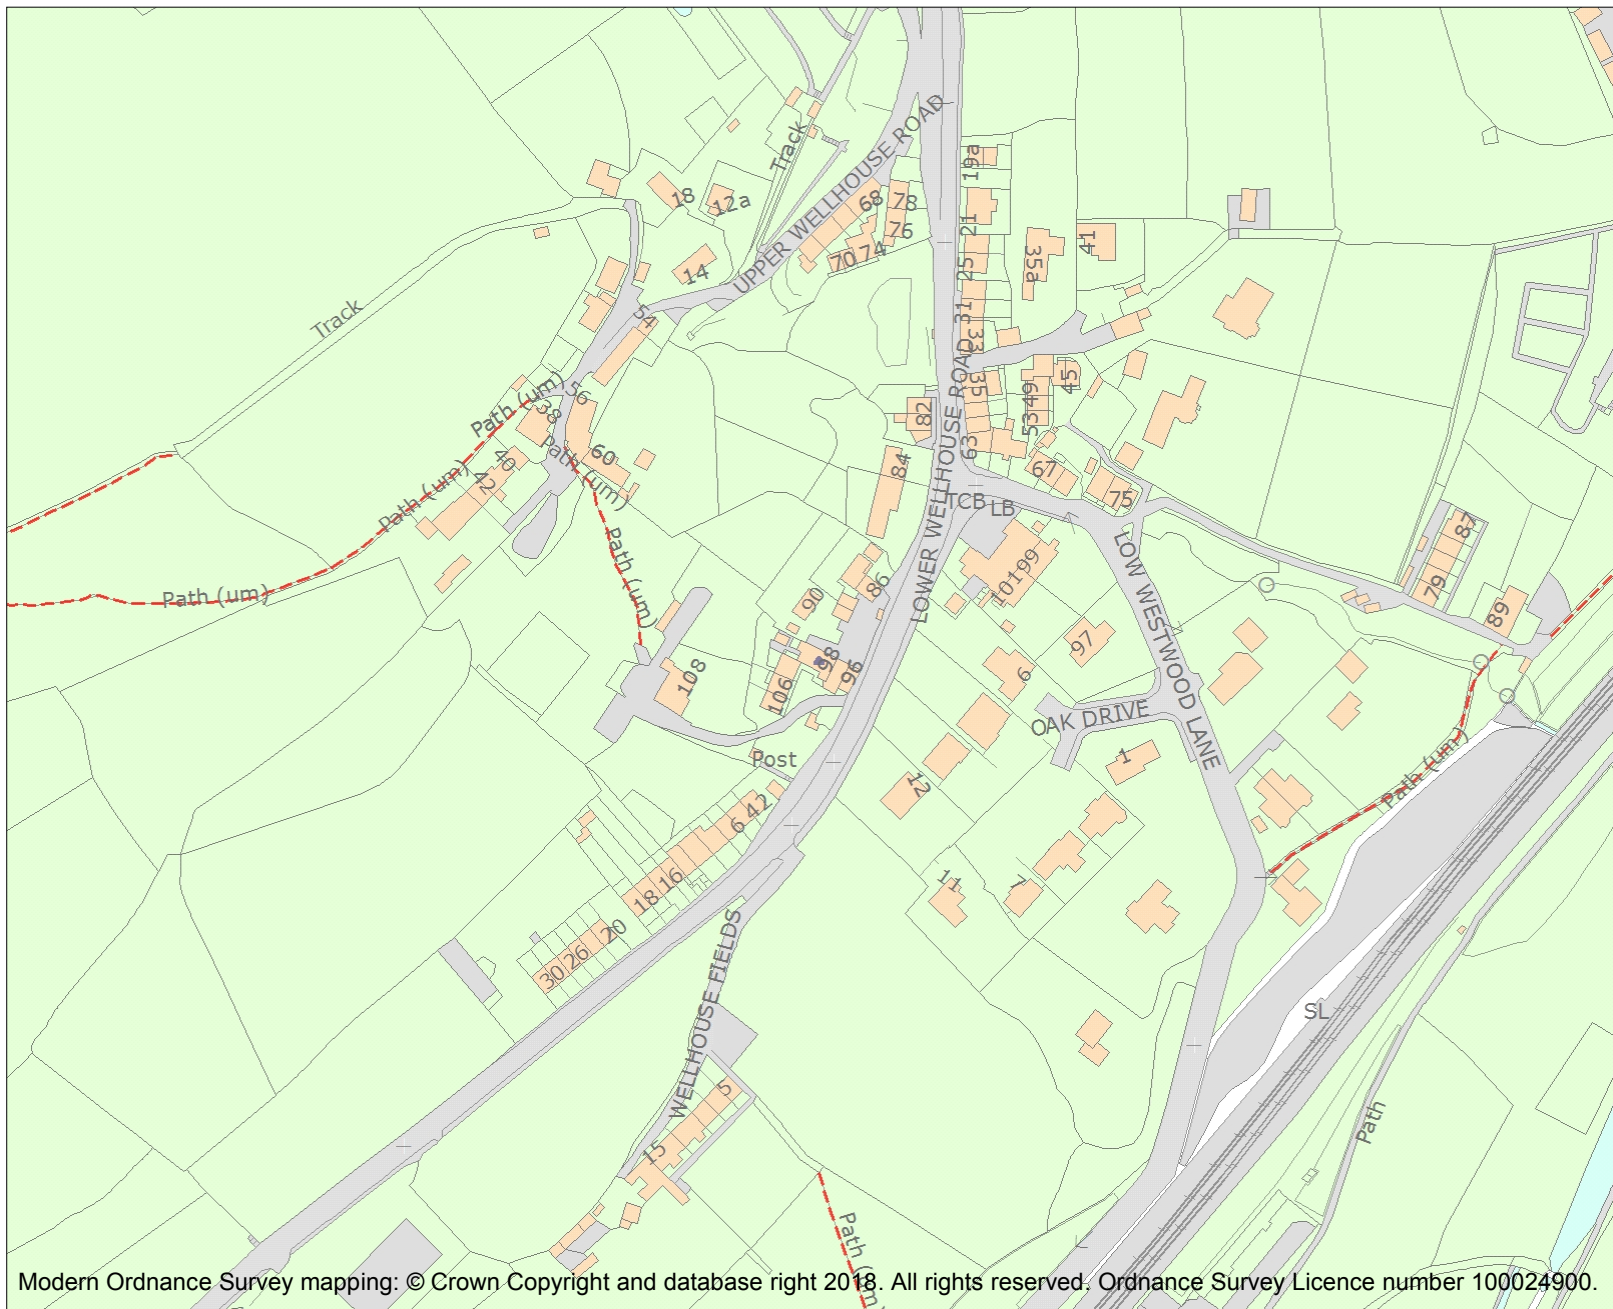 UPPER WELLHOUSE ROAD
Track
19a
18
12a
68
78
76
21
70
74
41
35a
25
14
54
31
33
Track
LOWER WELLHOUSE ROAD
35
45
49
53
82
56
38
Path (um)
63
60
Path (um)
40
42
Path (um)
84
67
75
TCB
LB
87
Path (um)
LOW WESTWOOD LANE
99
101
86
90
79
89
Path (um)
97
98
96
6
108
106
OAK DRIVE
Post
1
12
Path (um)
2
4
6
16
18
11
7
20
26
30
WELLHOUSE FIELDS
SL
5
15
Path
Path (um)
Modern Ordnance Survey mapping: © Crown Copyright and database right 2018. All rights reserved. Ordnance Survey Licence number 100024900.